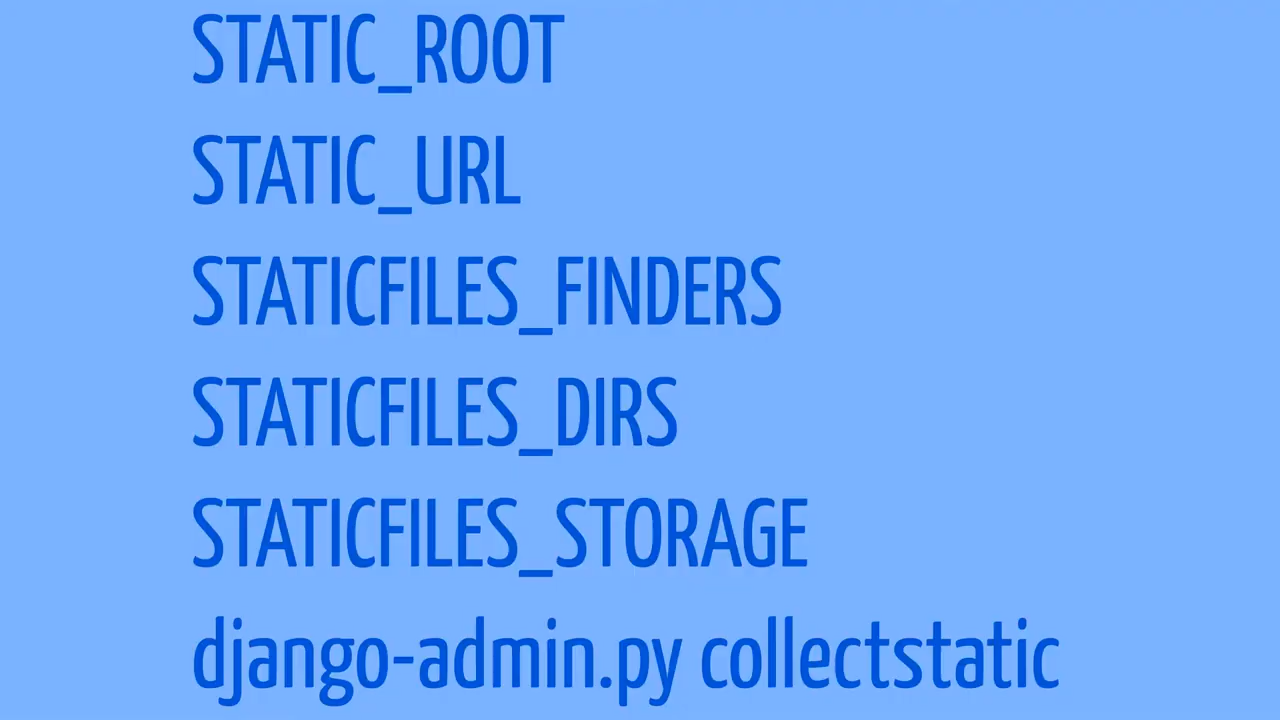 STATIC_ROOT
STATIC_URL
STATICFILES_FINDERS
STATICFILES_DIRS
STATICFILES_STORAGE
django-admin.py collectstatic